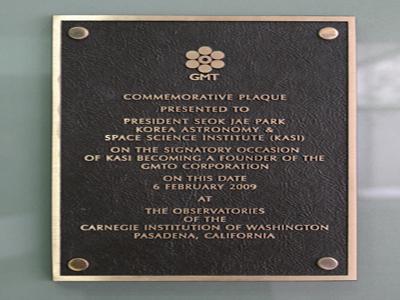 GMT
COMMEMORATIVE PLAQUE
PRESENTED TO
PRESIDENT SEOK JAE PARK
KOREA ASTRONOMY &
SPACE SCIENCE INSTITUTE (KASI)
ON THE SIGNATORY OCCASION
OF KASI BECOMING A FOUNDER OF THE
GMTO CORPORATION
ON THIS DATE
6 FEBRUARY 2009
AT
THE OBSERVATORIES
OF THE
CARNEGIE INSTITUTION OF WASHINGTON
PASADENA, CALIFORNIA